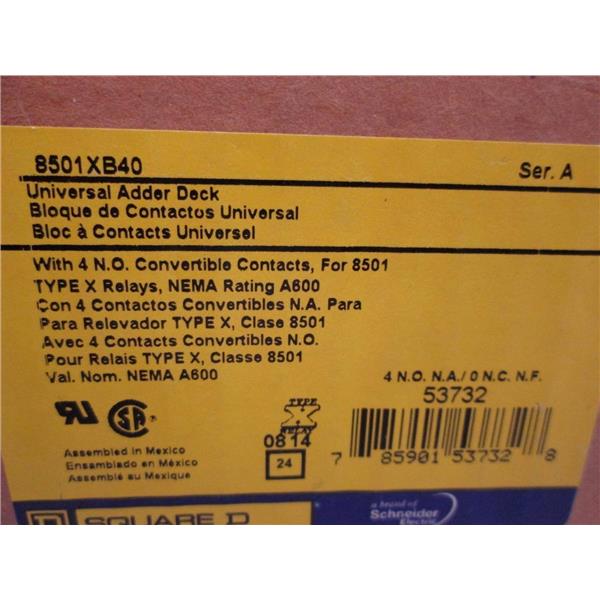 8501XB40
Ser. A
Universal Adder Deck
Bloque de Contactos Universal
Bloc à Contacts Universel
With 4 N.O. Convertible Contacts, For 8501
TYPE X Relays, NEMA Rating A600
Con 4 Contactos Convertibles N.A. Para
Para Relevador TYPE X, Clase 8501
Avec 4 Contacts Convertibles N.O.
Pour Relais TYPE X, Classe 8501
Val. Nom. NEMA A600
4 N.O. N.A./ 0 N.C. N.F.
53732
TYPE
X
RELAY
0814
24
7 85901 53732 8
Assembled in Mexico
Ensamblado en México
Assemblé au Mexique
SQUARE D
a brand of
Schneider
Electric